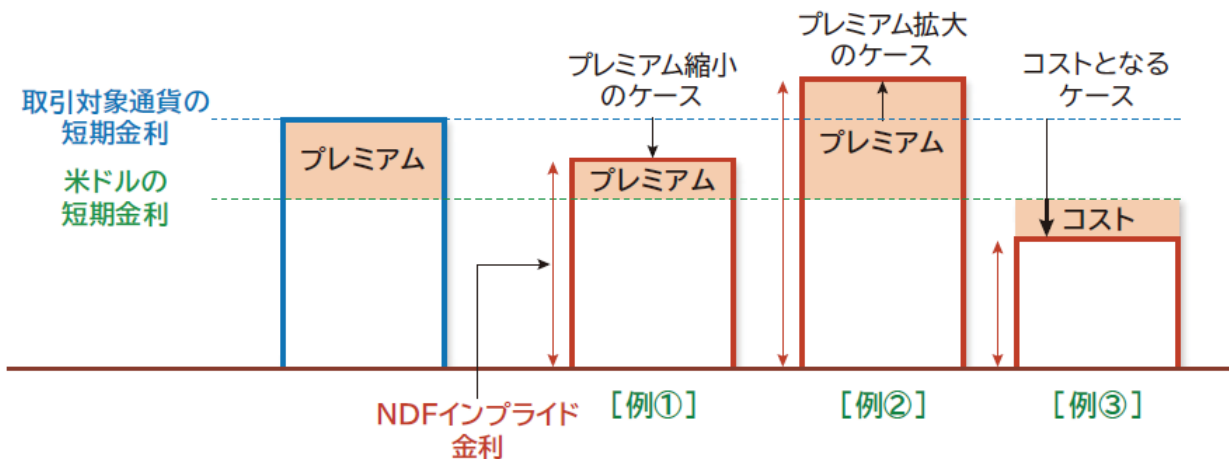 取引対象通貨の
短期金利
米ドルの
短期金利
プレミアム
プレミアム縮小
のケース
プレミアム
プレミアム拡大
のケース
プレミアム
コストとなる
ケース
コスト
NDFインプライド
金利
［例①］
［例②］
［例③］